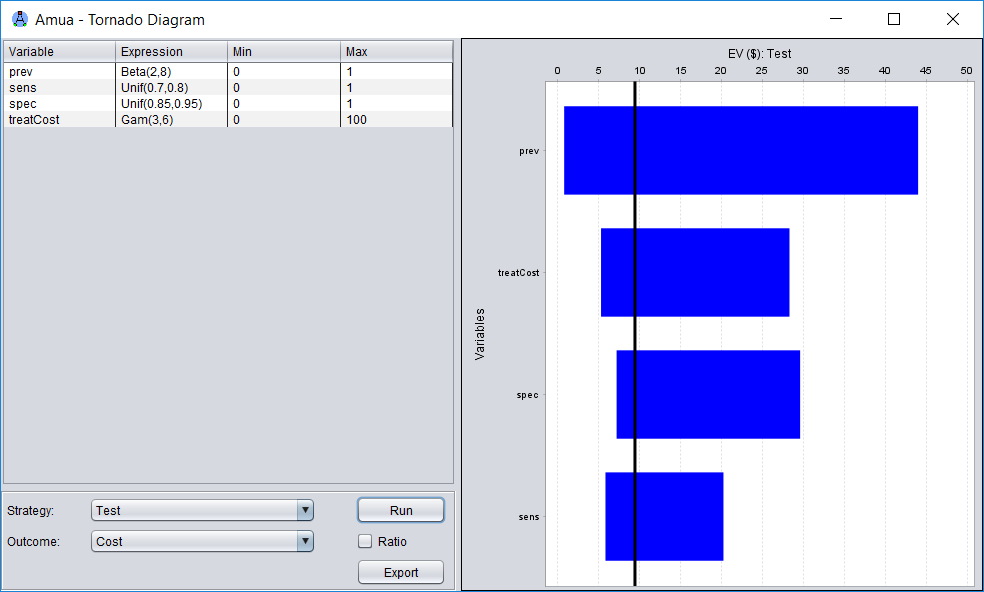 Amua - Tornado Diagram
Variable Expression Min Max
prev Beta(2,8) 0 1
sens Unif(0.7,0.8) 0 1
spec Unif(0.85,0.95) 0 1
treatCost Gam(3,6) 0 100
Strategy: Test Run
Outcome: Cost Ratio
Export
EV ($): Test
0 5 10 15 20 25 30 35 40 45 50
Variables
prev
treatCost
spec
sens